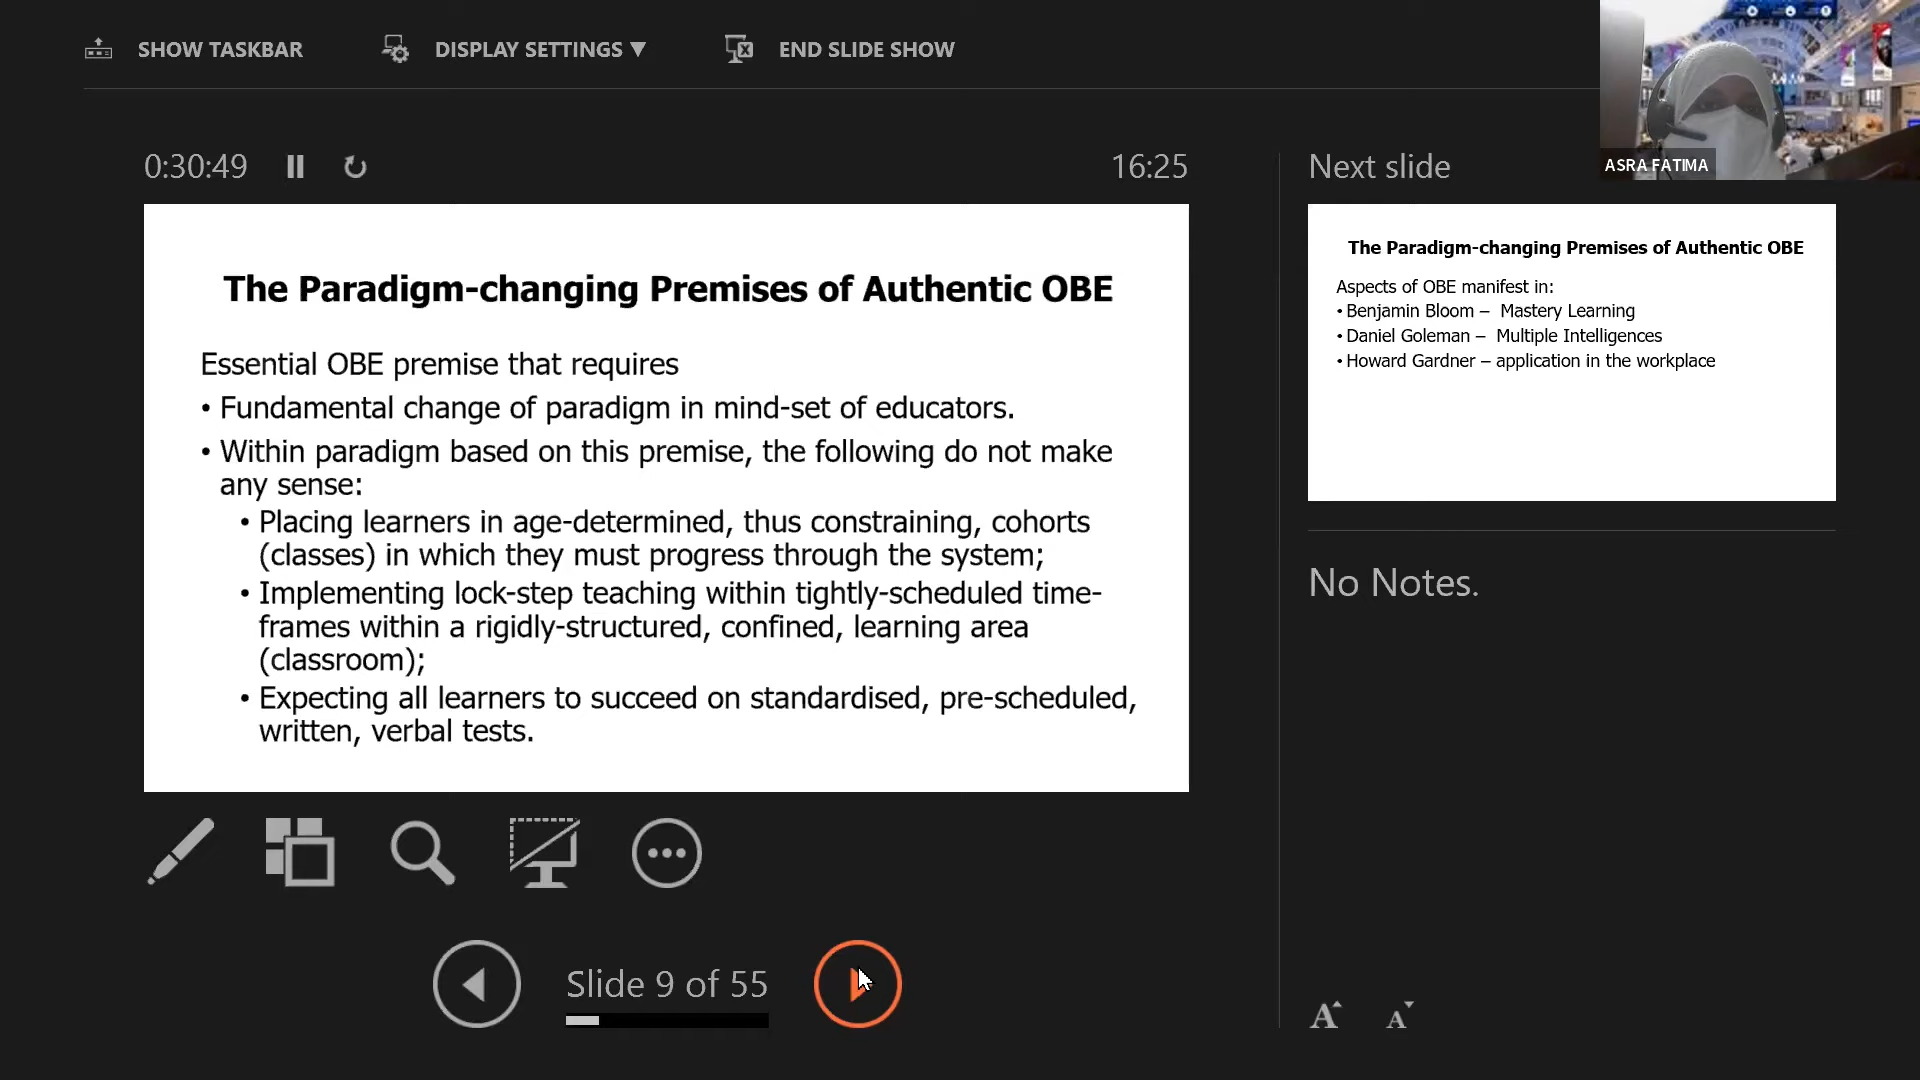 SHOW TASKBAR
DISPLAY SETTINGS ▼
END SLIDE SHOW
ASRA FATIMA
0:30:49
16:25
Next slide
The Paradigm-changing Premises of Authentic OBE
Essential OBE premise that requires
• Fundamental change of paradigm in mind-set of educators.
• Within paradigm based on this premise, the following do not make
any sense:
• Placing learners in age-determined, thus constraining, cohorts
(classes) in which they must progress through the system;
• Implementing lock-step teaching within tightly-scheduled time-
frames within a rigidly-structured, confined, learning area
(classroom);
• Expecting all learners to succeed on standardised, pre-scheduled,
written, verbal tests.
The Paradigm-changing Premises of Authentic OBE
Aspects of OBE manifest in:
• Benjamin Bloom – Mastery Learning
• Daniel Goleman – Multiple Intelligences
• Howard Gardner – application in the workplace
No Notes.
Slide 9 of 55
A A